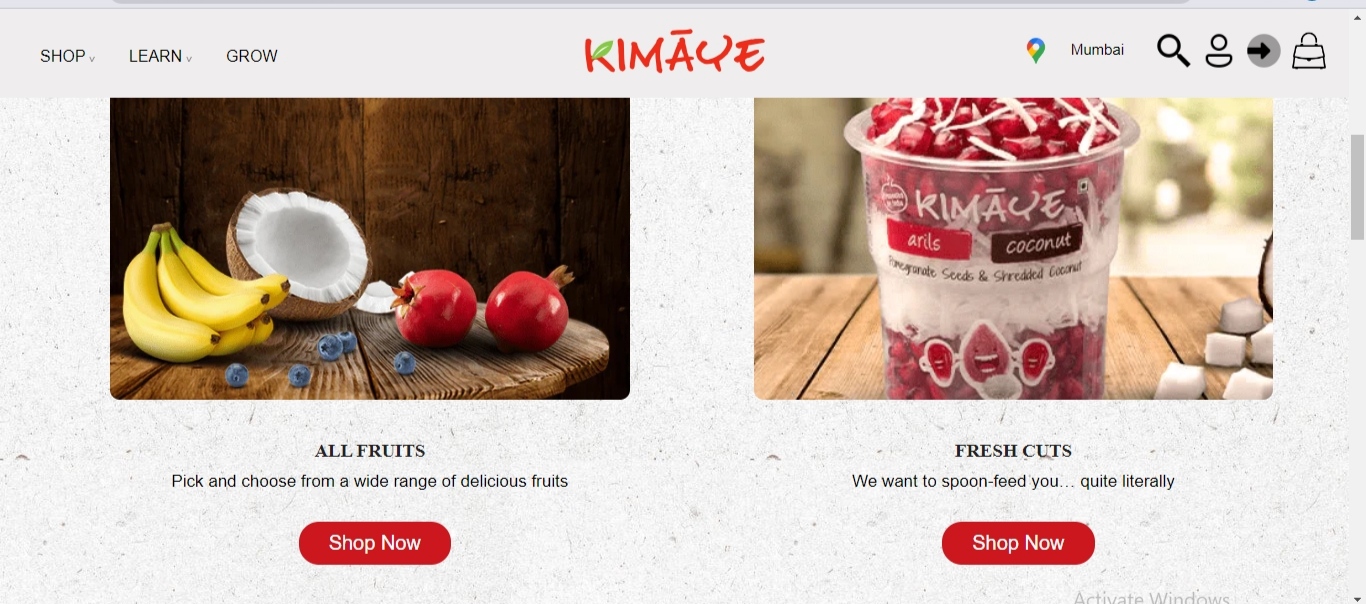 SHOP v LEARN v GROW KIMĀYE Mumbai
KIMĀYE
arils coconut
Pomegranate Seeds & Shredded Coconut
ALL FRUITS
Pick and choose from a wide range of delicious fruits
Shop Now
FRESH CUTS
We want to spoon-feed you... quite literally
Shop Now
Activate Windows